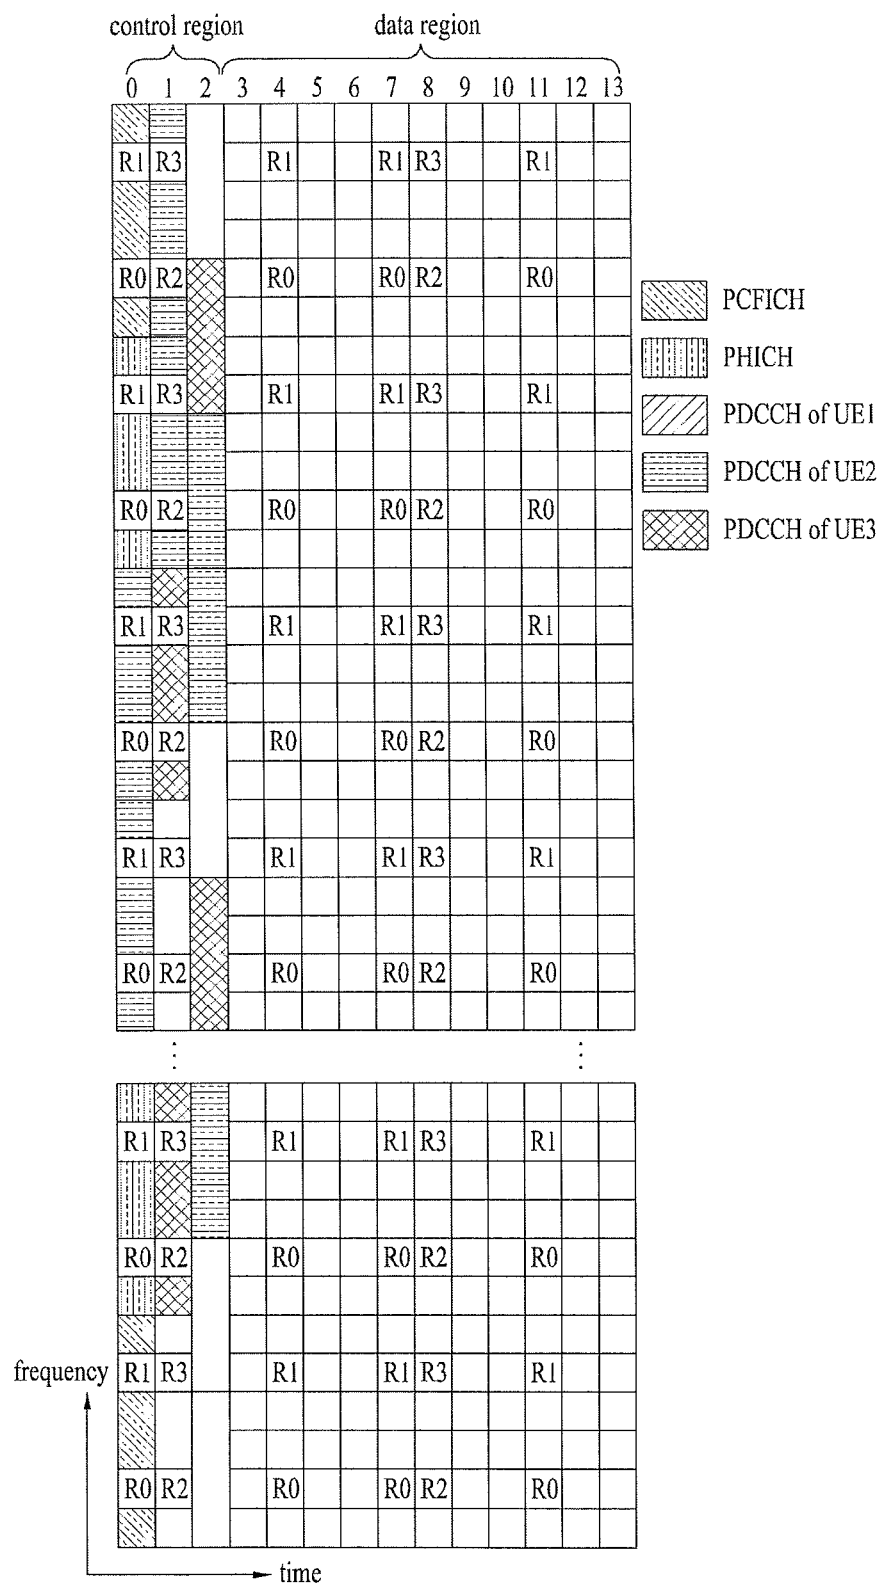 control region data region
0 1 2 3 4 5 6 7 8 9 10 11 12 13
R1 R3 R1 R1 R3 R1
R0 R2 R0 R0 R2 R0
PCFICH
PHICH
R1 R3 R1 R1 R3 R1
PDCCH of UE1
PDCCH of UE2
R0 R2 R0 R0 R2 R0
PDCCH of UE3
R1 R3 R1 R1 R3 R1
R0 R2 R0 R0 R2 R0
R1 R3 R1 R1 R3 R1
R0 R2 R0 R0 R2 R0
R1 R3 R1 R1 R3 R1
R0 R2 R0 R0 R2 R0
frequency R1 R3 R1 R1 R3 R1
R0 R2 R0 R0 R2 R0
time